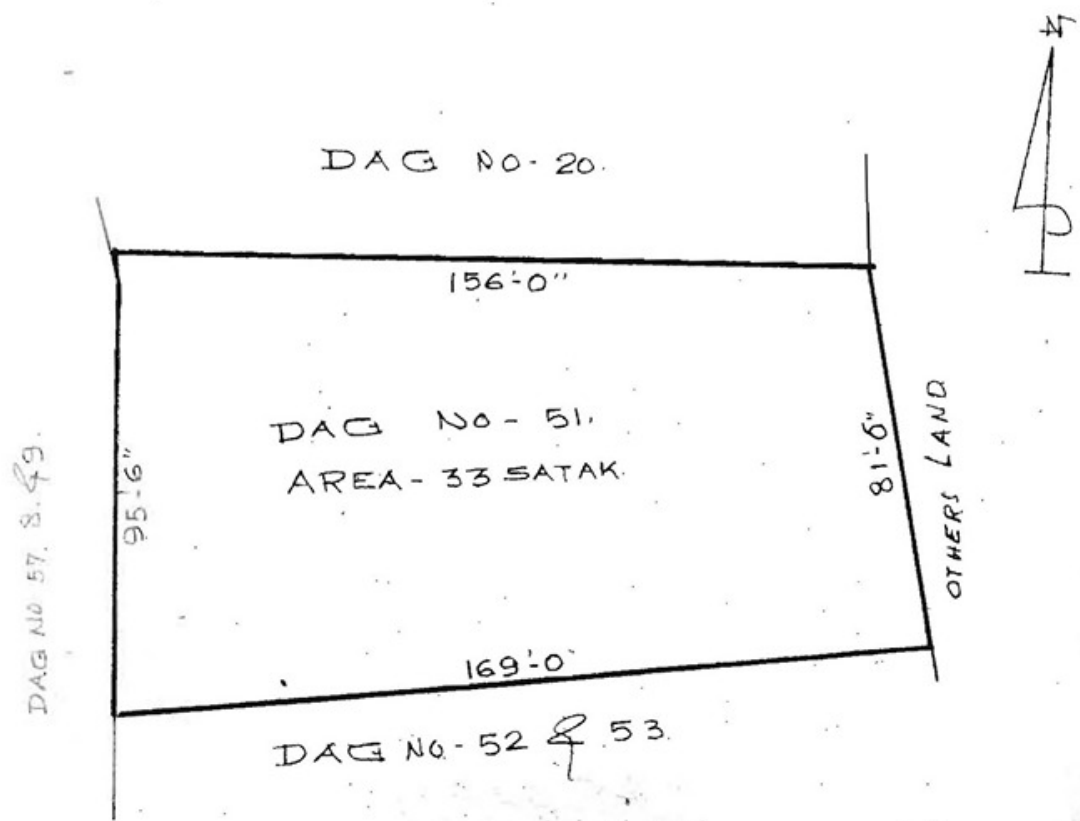 DAG NO- 20.
156'-0"
DAG NO- 51.
AREA- 33 SATAK.
95'-6"
81'-6"
OTHERS LAND
DAG NO 57. 8. & 9.
169'-0"
DAG NO- 52 & 53